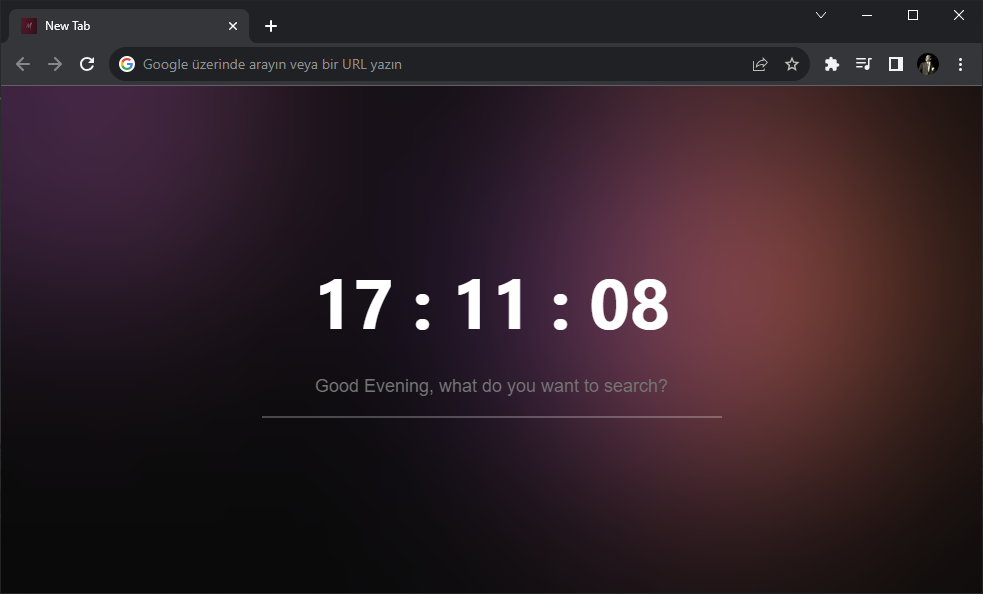 New Tab
Google üzerinde arayın veya bir URL yazın
17 : 11 : 08
Good Evening, what do you want to search?